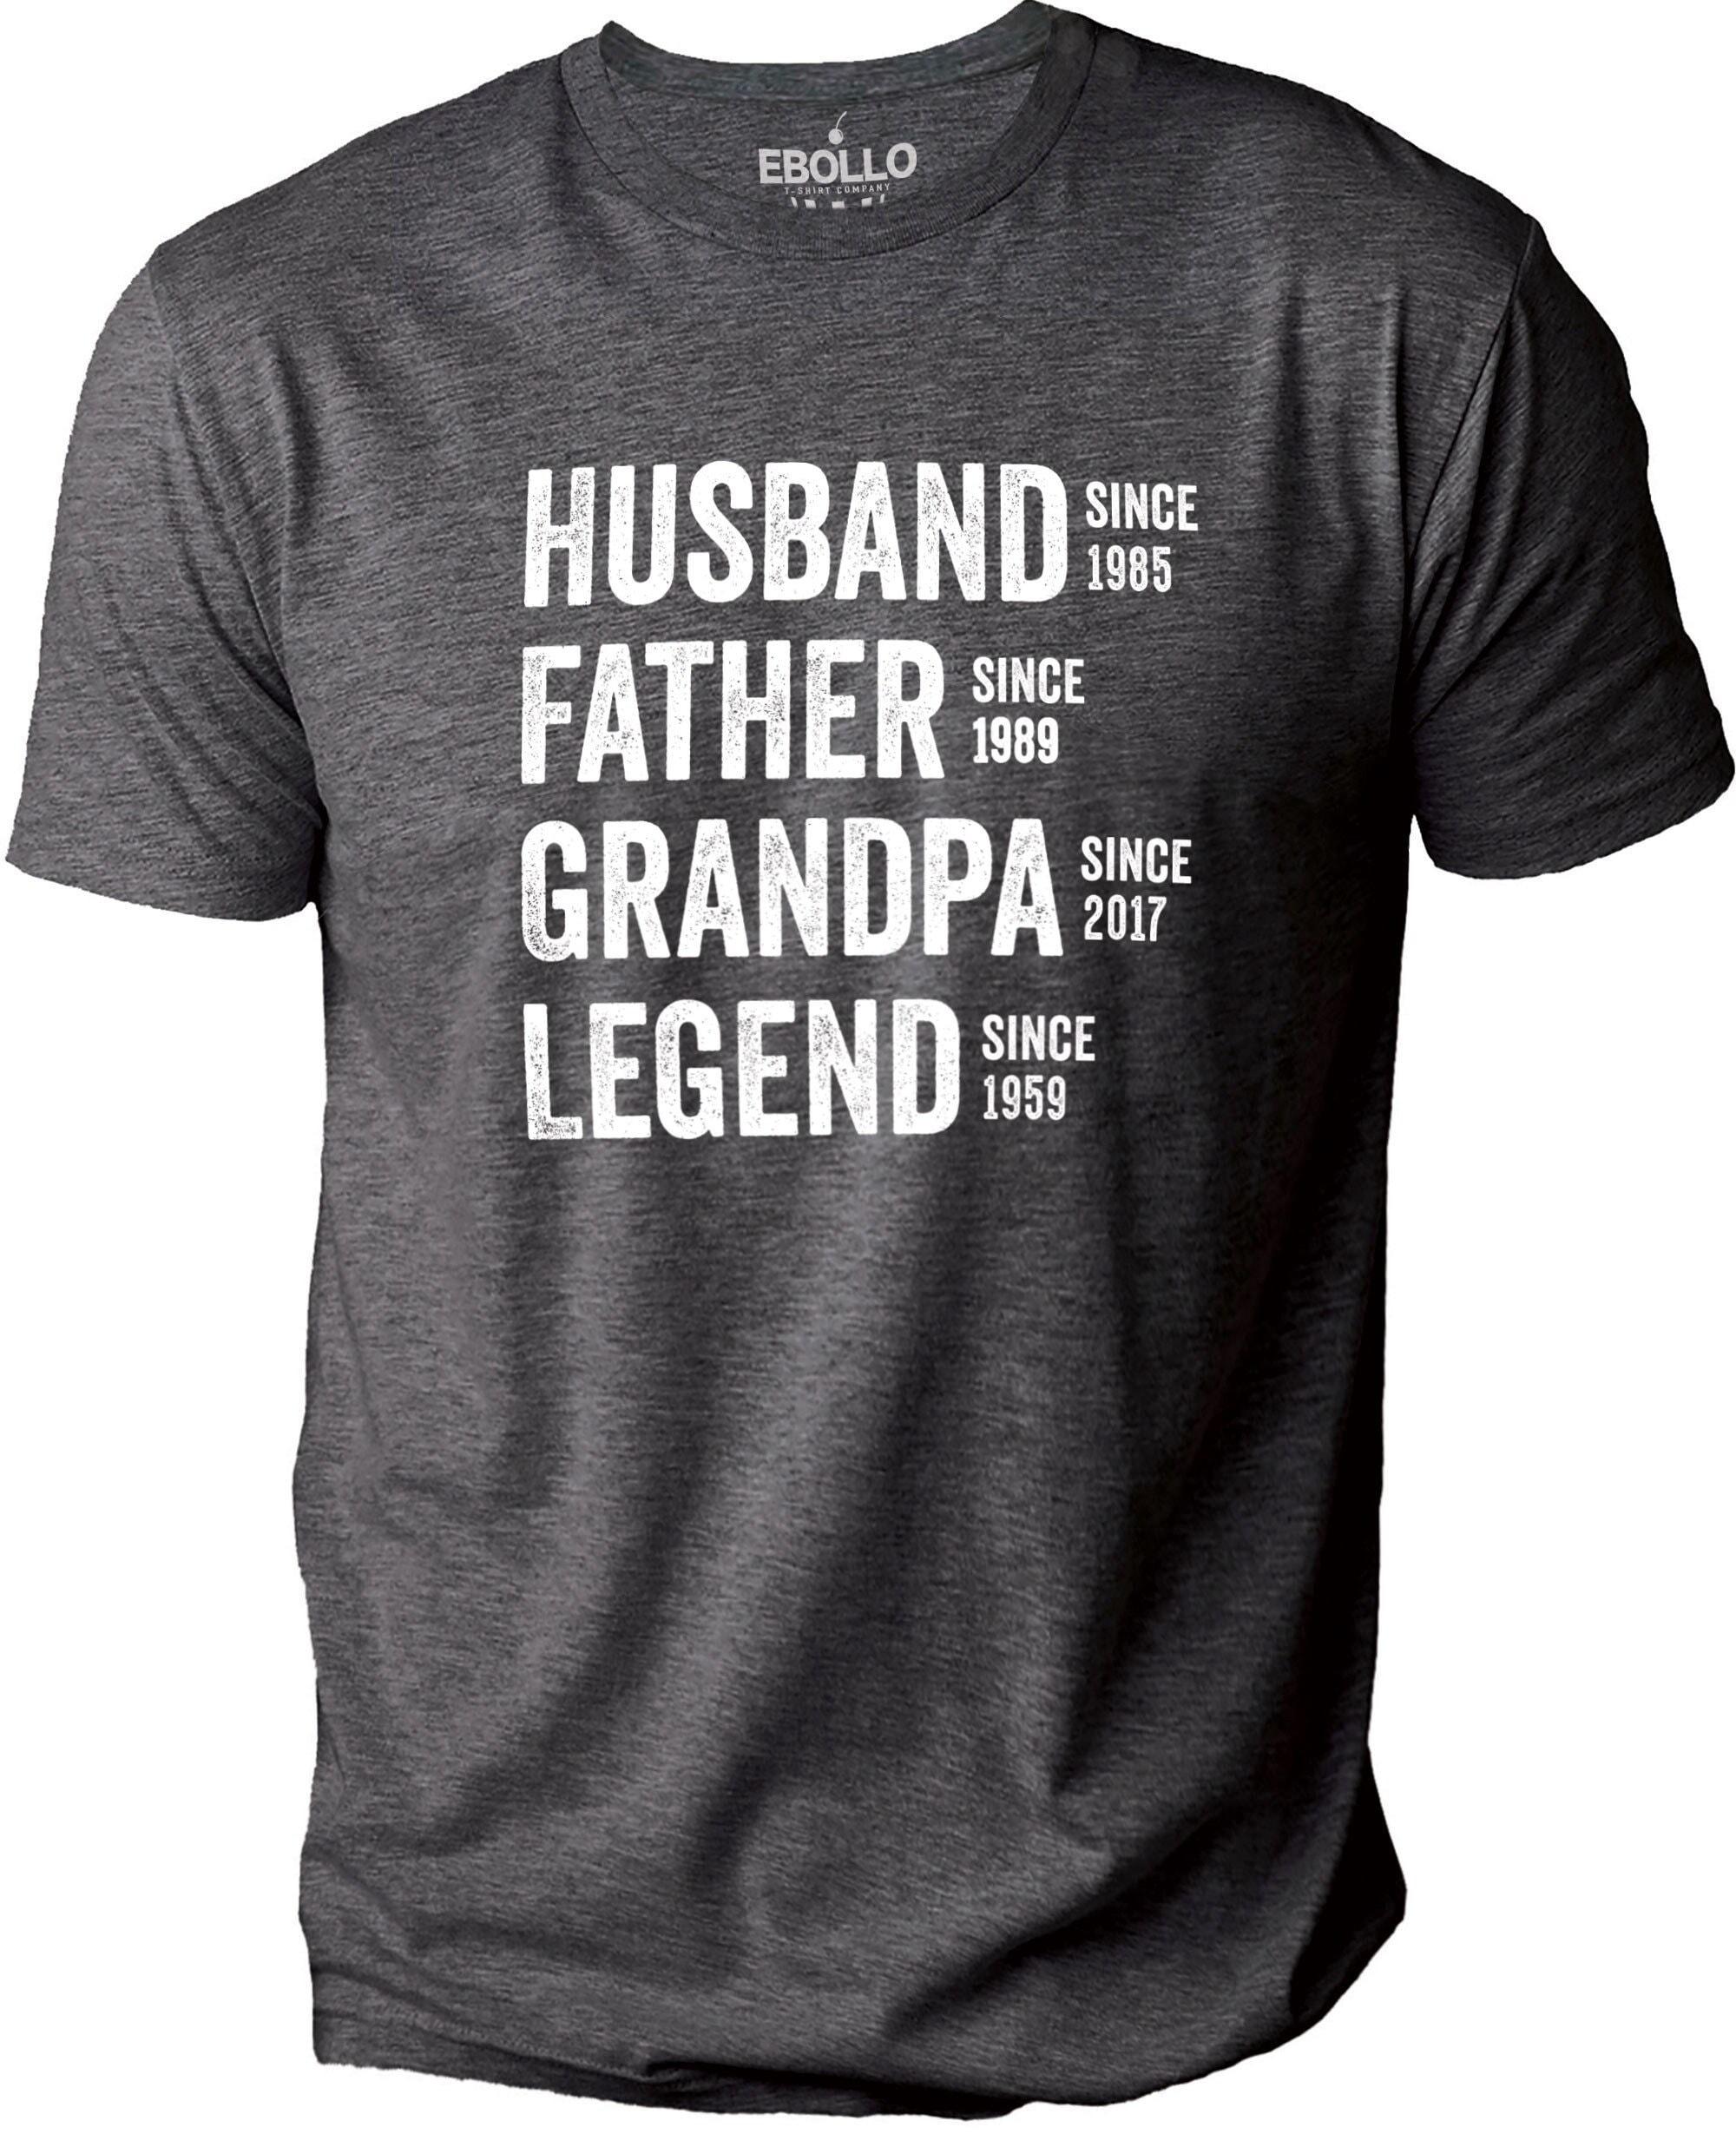 EBOLLO
T-SHIRT COMPANY
HUSBAND SINCE 1985
FATHER SINCE 1989
GRANDPA SINCE 2017
LEGEND SINCE 1959